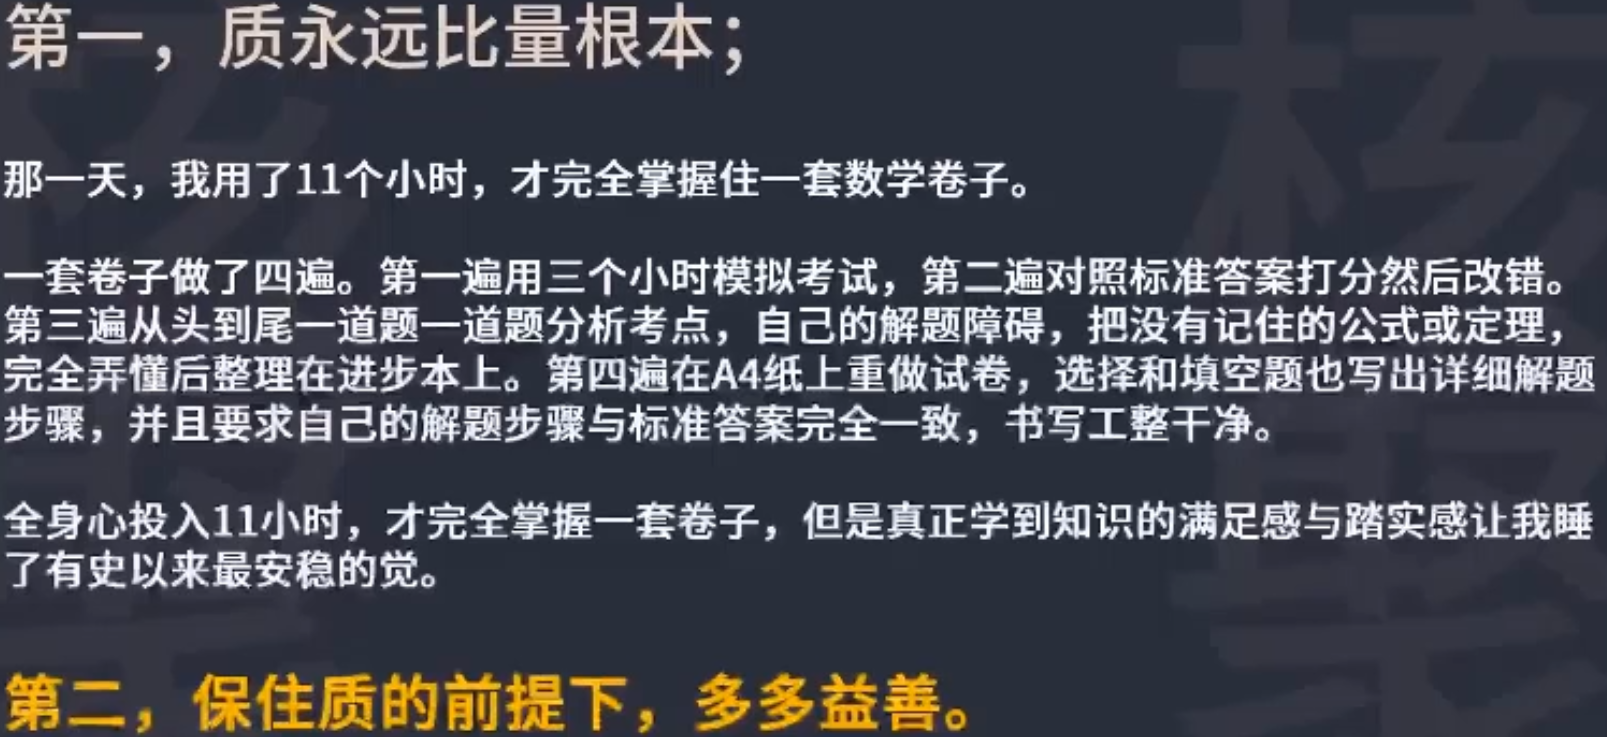 第一，质永远比量根本；
那一天，我用了11个小时，才完全掌握住一套数学卷子。
一套卷子做了四遍。第一遍用三个小时模拟考试，第二遍对照标准答案打分然后改错。
第三遍从头到尾一道题一道题分析考点，自己的解题障碍，把没有记住的公式或定理，
完全弄懂后整理在进步本上。第四遍在A4纸上重做试卷，选择和填空题也写出详细解题
步骤，并且要求自己的解题步骤与标准答案完全一致，书写工整干净。
全身心投入11小时，才完全掌握一套卷子，但是真正学到知识的满足感与踏实感让我睡
了有史以来最安稳的觉。
第二，保住质的前提下，多多益善。